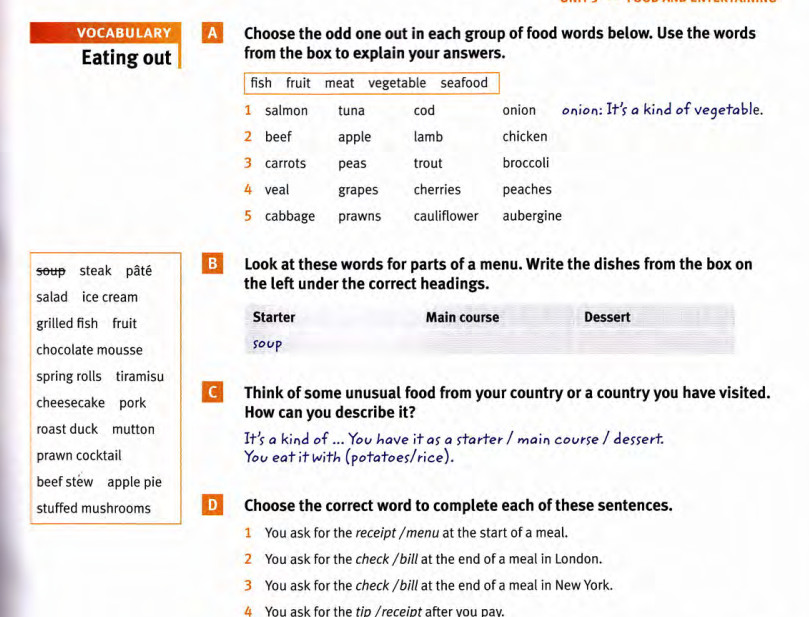 VOCABULARY
Eating out
A Choose the odd one out in each group of food words below. Use the words
from the box to explain your answers.
fish fruit meat vegetable seafood
1 salmon tuna cod onion onion: It's a kind of vegetable.
2 beef apple lamb chicken
3 carrots peas trout broccoli
4 veal grapes cherries peaches
5 cabbage prawns cauliflower aubergine
soup steak pâté
salad ice cream
grilled fish fruit
chocolate mousse
spring rolls tiramisu
cheesecake pork
roast duck mutton
prawn cocktail
beef stew apple pie
stuffed mushrooms
B Look at these words for parts of a menu. Write the dishes from the box on
the left under the correct headings.
Starter Main course Dessert
soup
C Think of some unusual food from your country or a country you have visited.
How can you describe it?
It's a kind of ... You have it as a starter / main course / dessert.
You eat it with (potatoes/rice).
D Choose the correct word to complete each of these sentences.
1 You ask for the receipt / menu at the start of a meal.
2 You ask for the check / bill at the end of a meal in London.
3 You ask for the check / bill at the end of a meal in New York.
4 You ask for the tip / receipt after you pay.